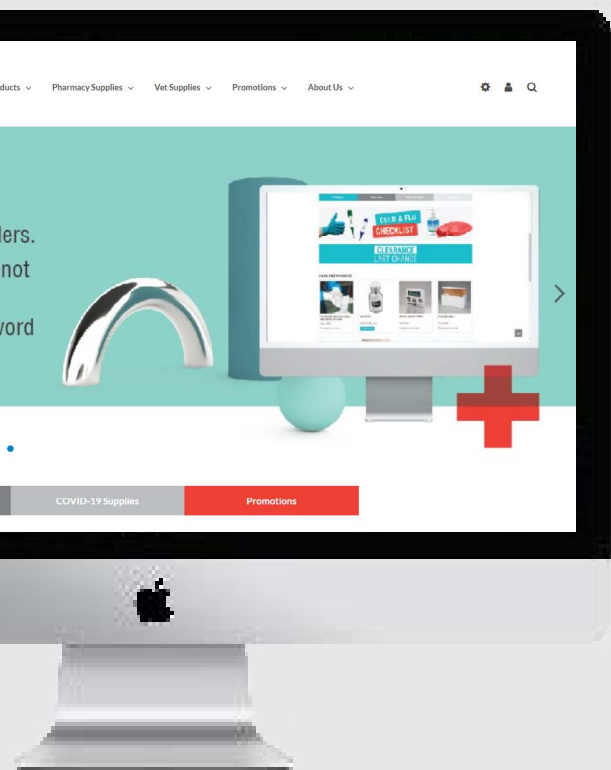 ducts Pharmacy Supplies Vet Supplies Promotions About Us
lers.
not
word
COLD & FLU
CHECKLIST
CLEARANCE
LAST CHANCE
COVID-19 Supplies Promotions